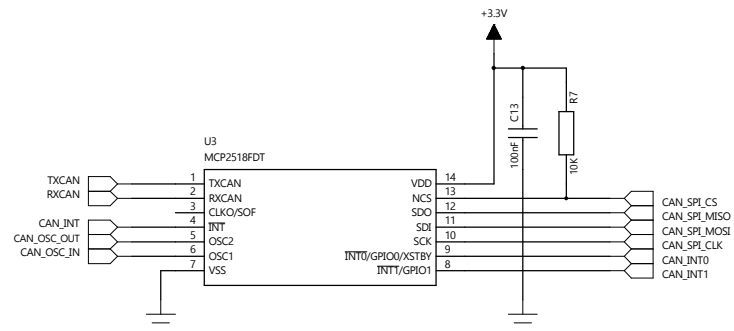 +3.3V
C13
100nF
R7
10K
U3
MCP2518FDT
TXCAN 1 TXCAN VDD 14
RXCAN 2 RXCAN NCS 13 CAN_SPI_CS
3 CLKO/SOF SDO 12 CAN_SPI_MISO
CAN_INT 4 INT SDI 11 CAN_SPI_MOSI
CAN_OSC_OUT 5 OSC2 SCK 10 CAN_SPI_CLK
CAN_OSC_IN 6 OSC1 INT0/GPIO0/XSTBY 9 CAN_INT0
7 VSS INT1/GPIO1 8 CAN_INT1